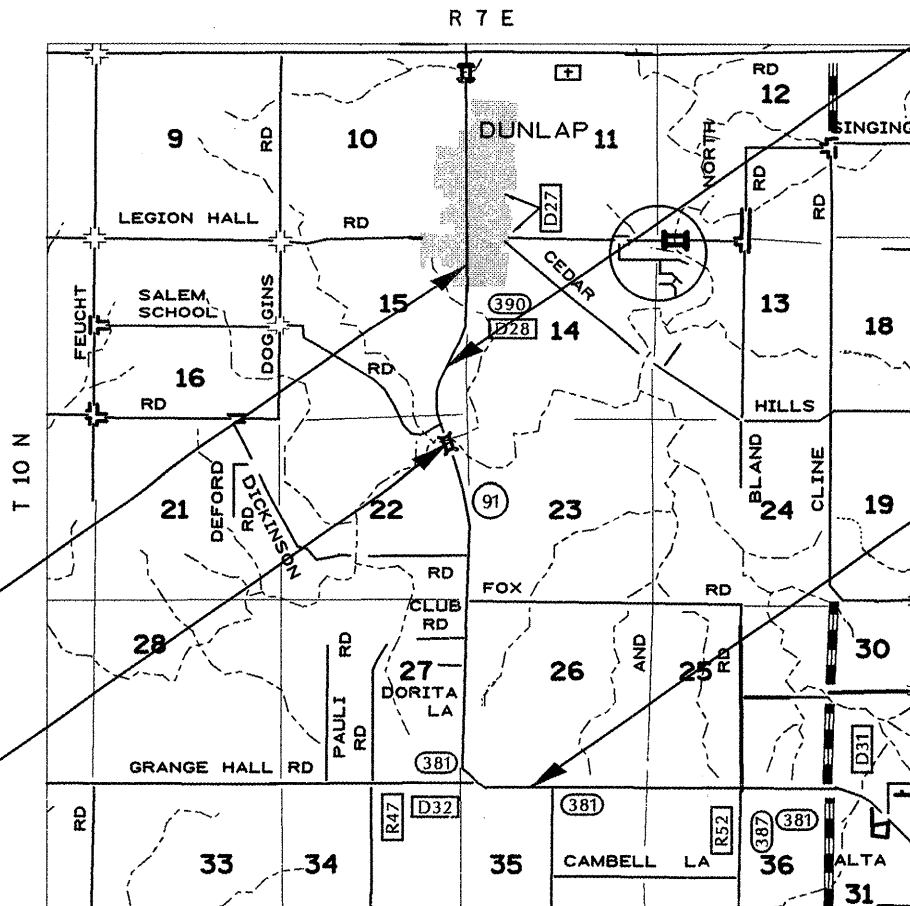 R 7 E
RD
12
9
RD
10
DUNLAP
11
NORTH
SINGING
RD
RD
D27
LEGION HALL
RD
CEDAR
T 10 N
FEUCHT
SALEM
SCHOOL
DOG GINS
15
390
D28
14
13
18
16
RD
RD
HILLS
21
DEFORD
RD
DICKINSON
22
91
23
BLAND
24
CLINE
19
RD
FOX
RD
CLUB
RD
28
RD
27
26
AND
25
RD
30
DORITA
LA
PAULI
RD
381
D31
GRANGE HALL RD
RD
R47
D32
381
R52
387
381
33
34
35
CAMBELL LA
36
ALTA
31